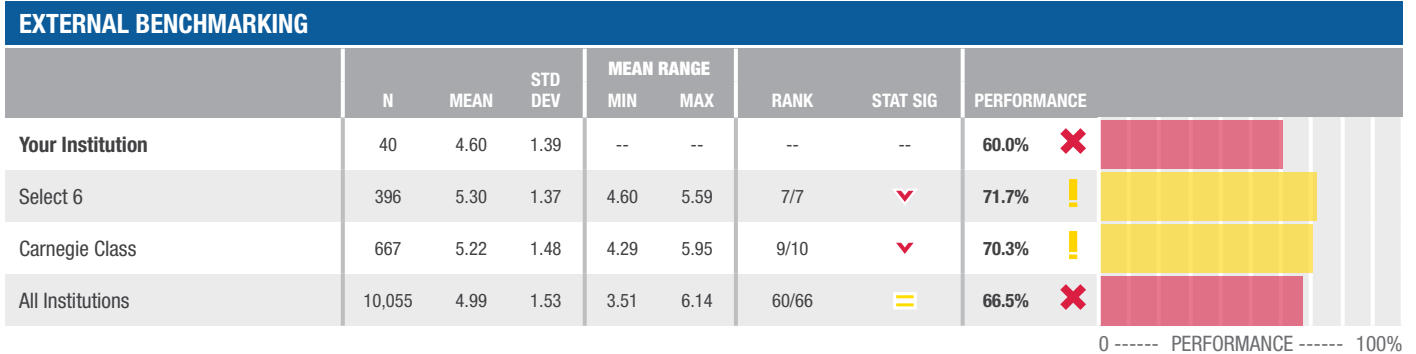 EXTERNAL BENCHMARKING
N MEAN STD DEV MEAN RANGE MIN MAX RANK STAT SIG PERFORMANCE
Your Institution 40 4.60 1.39 -- -- -- -- 60.0%
Select 6 396 5.30 1.37 4.60 5.59 7/7 71.7%
Carnegie Class 667 5.22 1.48 4.29 5.95 9/10 70.3%
All Institutions 10,055 4.99 1.53 3.51 6.14 60/66 66.5%
0 ------ PERFORMANCE ------ 100%